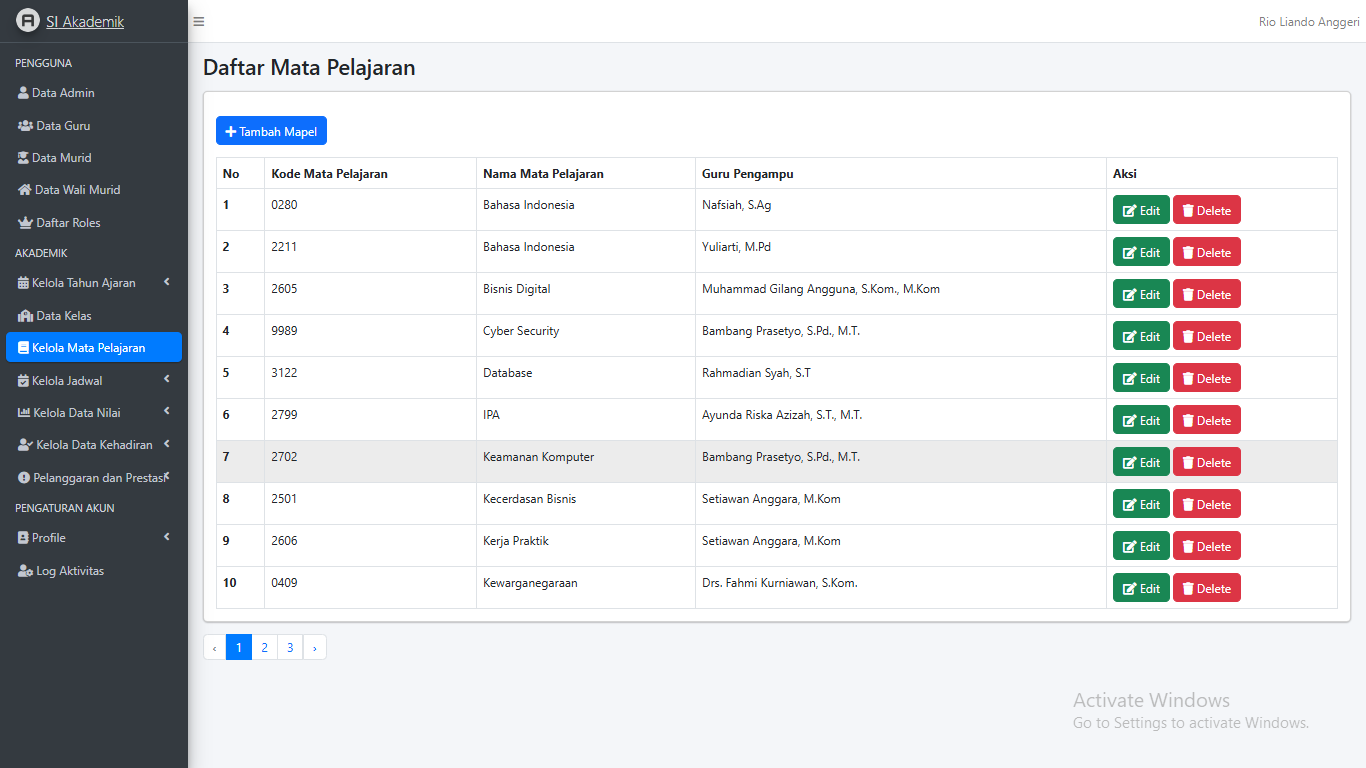 SI Akademik
Rio Liando Anggeri
PENGGUNA
Data Admin
Data Guru
Data Murid
Data Wali Murid
Daftar Roles
AKADEMIK
Kelola Tahun Ajaran
Data Kelas
Kelola Mata Pelajaran
Kelola Jadwal
Kelola Data Nilai
Kelola Data Kehadiran
Pelanggaran dan Prestasi
PENGATURAN AKUN
Profile
Log Aktivitas
Daftar Mata Pelajaran
Tambah Mapel
No Kode Mata Pelajaran Nama Mata Pelajaran Guru Pengampu Aksi
1 0280 Bahasa Indonesia Nafsiah, S.Ag Edit Delete
2 2211 Bahasa Indonesia Yuliarti, M.Pd Edit Delete
3 2605 Bisnis Digital Muhammad Gilang Angguna, S.Kom., M.Kom Edit Delete
4 9989 Cyber Security Bambang Prasetyo, S.Pd., M.T. Edit Delete
5 3122 Database Rahmadian Syah, S.T Edit Delete
6 2799 IPA Ayunda Riska Azizah, S.T., M.T. Edit Delete
7 2702 Keamanan Komputer Bambang Prasetyo, S.Pd., M.T. Edit Delete
8 2501 Kecerdasan Bisnis Setiawan Anggara, M.Kom Edit Delete
9 2606 Kerja Praktik Setiawan Anggara, M.Kom Edit Delete
10 0409 Kewarganegaraan Drs. Fahmi Kurniawan, S.Kom. Edit Delete
‹ 1 2 3 ›
Activate Windows
Go to Settings to activate Windows.